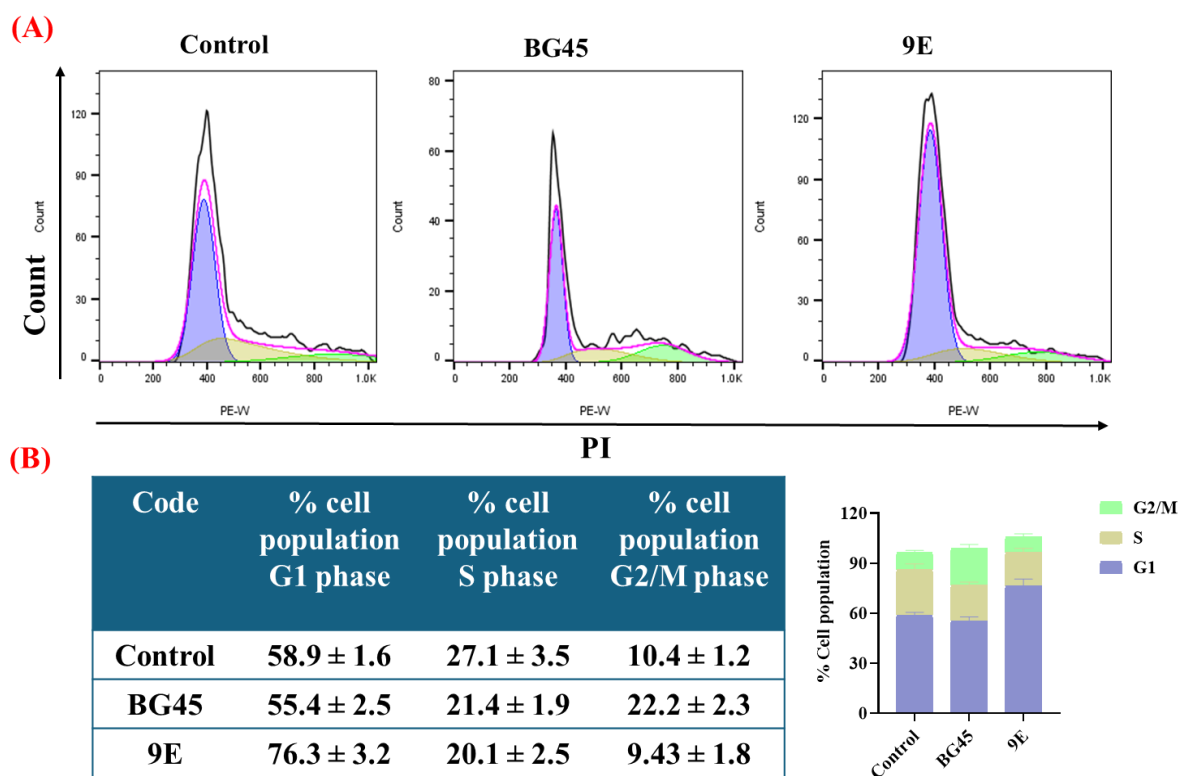 (A)
Control
BG45
9E
Count
Count
120
90
60
30
0
0
200
400
600
800
1.0K
PE-W
Count
80
60
40
20
0
0
200
400
600
800
1.0K
PE-W
Count
120
90
60
30
0
0
200
400
600
800
1.0K
PE-W
PI
(B)
Code
% cell
population
G1 phase
% cell
population
S phase
% cell
population
G2/M phase
Control 58.9 ± 1.6 27.1 ± 3.5 10.4 ± 1.2
BG45 55.4 ± 2.5 21.4 ± 1.9 22.2 ± 2.3
9E 76.3 ± 3.2 20.1 ± 2.5 9.43 ± 1.8
% Cell population
120
90
60
30
0
Control
BG45
9E
G2/M
S
G1